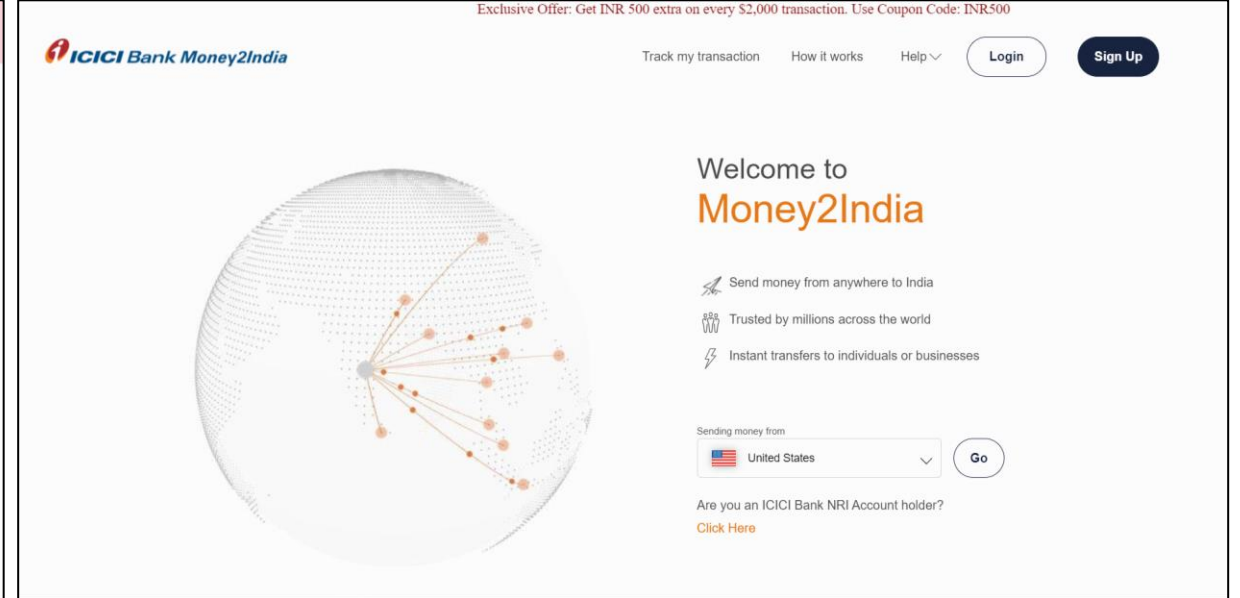 Exclusive Offer: Get INR 500 extra on every $2,000 transaction. Use Coupon Code: INR500
ICICI Bank Money2India
Track my transaction How it works Help Login Sign Up
Welcome to
Money2India
Send money from anywhere to India
Trusted by millions across the world
Instant transfers to individuals or businesses
Sending money from
United States Go
Are you an ICICI Bank NRI Account holder?
Click Here